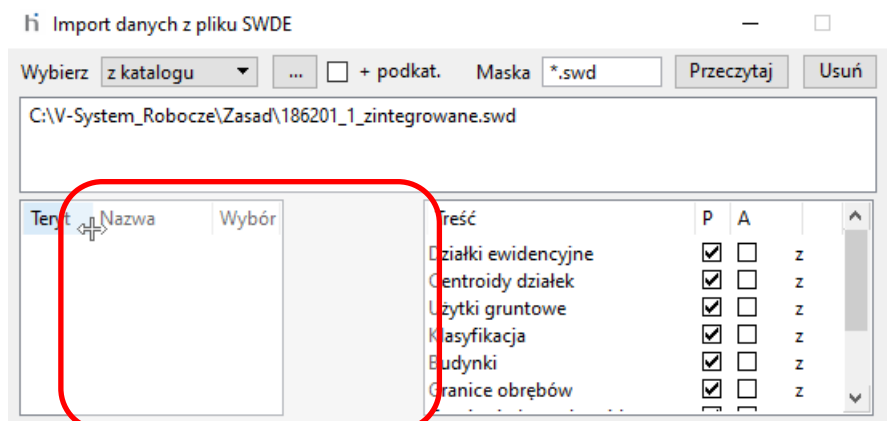 Import danych z pliku SWDE
Wybierz z katalogu ... + podkat. Maska *.swd Przeczytaj Usuń
C:\V-System_Robocze\Zasad\186201_1_zintegrowane.swd
Teryt Nazwa Wybór Treść P A
Działki ewidencyjne z
Centroidy działek z
Użytki gruntowe z
Klasyfikacja z
Budynki z
Granice obrębów z